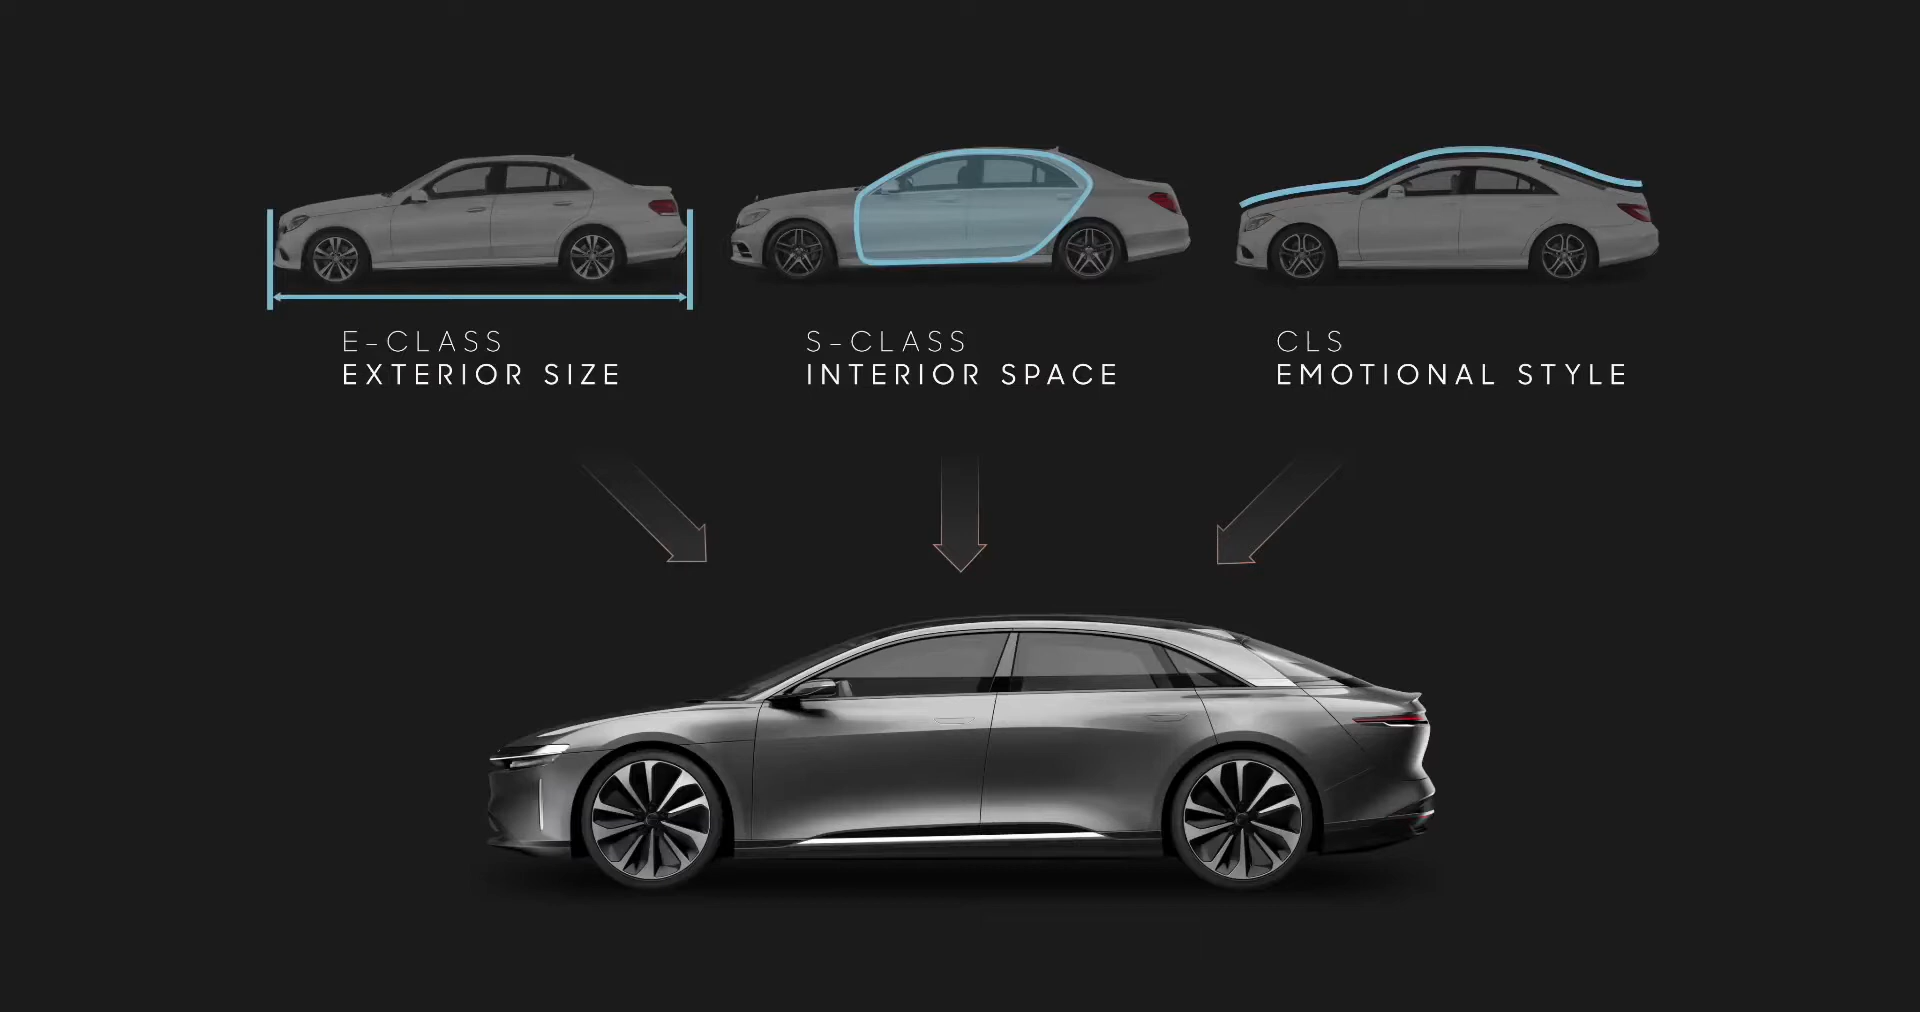 E-CLASS
EXTERIOR SIZE
S-CLASS
INTERIOR SPACE
CLS
EMOTIONAL STYLE